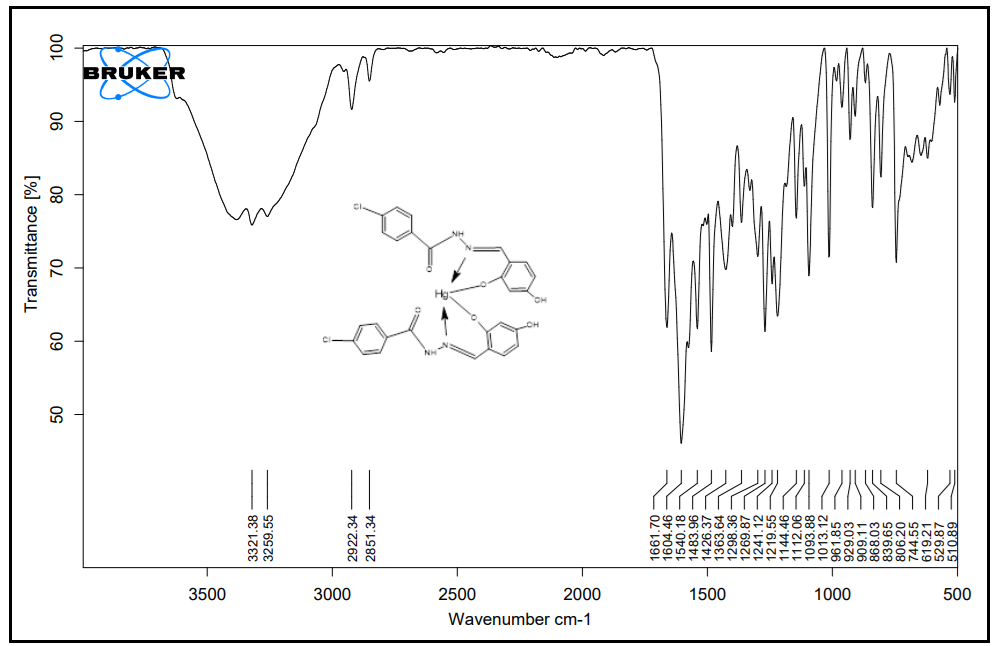 BRUKER
Transmittance [%]
100
90
80
70
60
50
Cl
NH
N
O
O
Hg
OH
O
O
OH
Cl
NH
N
3321.38
3259.55
2922.34
2851.34
1661.70
1604.46
1540.18
1483.96
1426.37
1363.64
1298.36
1269.87
1241.12
1219.55
1144.46
1112.06
1093.88
1013.12
961.85
929.03
909.11
868.03
839.65
806.20
744.55
619.21
529.87
510.89
3500 3000 2500 2000 1500 1000 500
Wavenumber cm-1